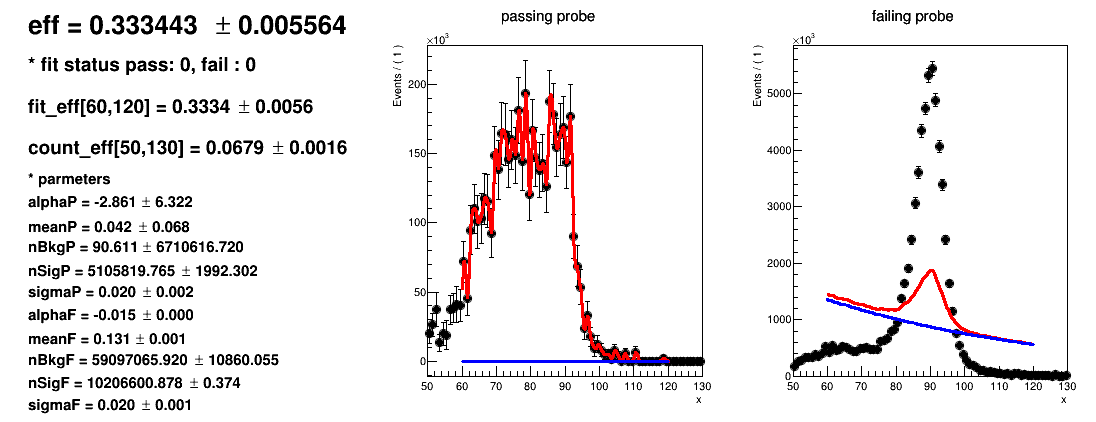 eff = 0.333443 ± 0.005564
* fit status pass: 0, fail : 0
fit_eff[60,120] = 0.3334 ± 0.0056
count_eff[50,130] = 0.0679 ± 0.0016
* parmeters
alphaP = -2.861 ± 6.322
meanP = 0.042 ± 0.068
nBkgP = 90.611 ± 6710616.720
nSigP = 5105819.765 ± 1992.302
sigmaP = 0.020 ± 0.002
alphaF = -0.015 ± 0.000
meanF = 0.131 ± 0.001
nBkgF = 59097065.920 ± 10860.055
nSigF = 10206600.878 ± 0.374
sigmaF = 0.020 ± 0.001
passing probe
×10³
Events / ( 1 )
200
150
100
50
0
50 60 70 80 90 100 110 120 130
x
failing probe
×10³
Events / ( 1 )
5000
4000
3000
2000
1000
0
50 60 70 80 90 100 110 120 130
x